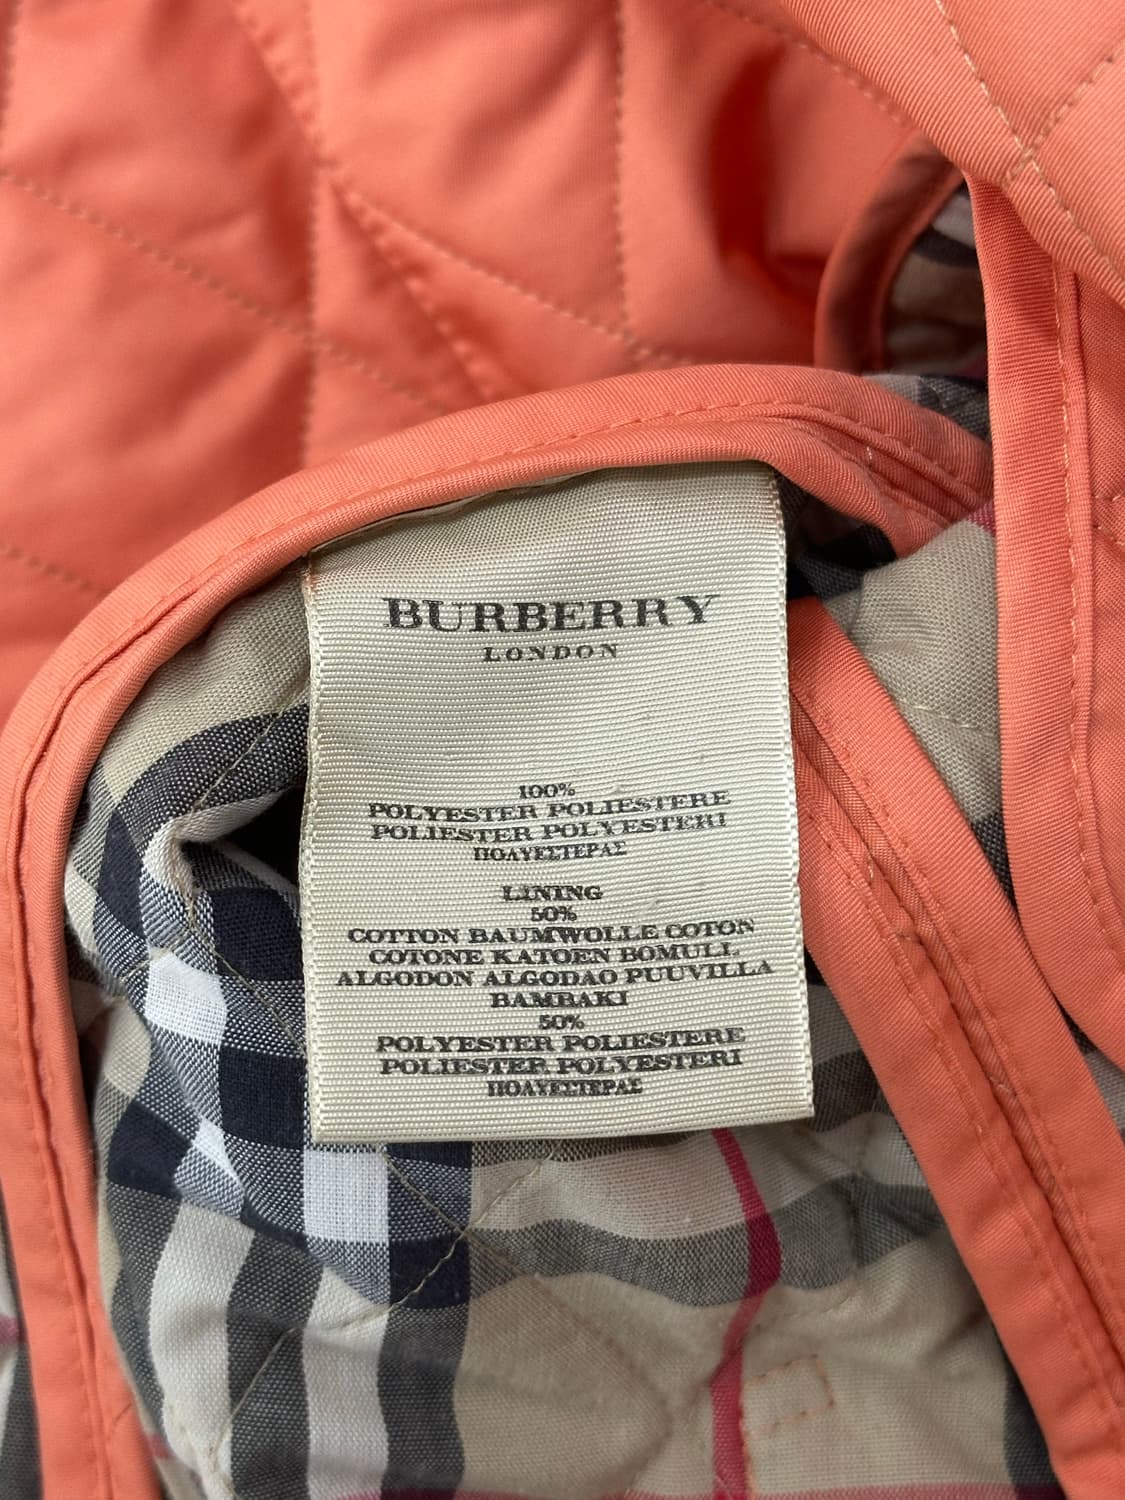 BURBERRY
LONDON
100%
POLYESTER POLIESTERE
POLIESTER POLYESTERI
ΠΟΛΥΕΣΤΕΡΑΣ
LINING
50%
COTTON BAUMWOLLE COTON
COTONE KATOEN BOMULL
ALGODON ALGODAO PUUVILLA
BAMBAKI
50%
POLYESTER POLIESTERE
POLIESTER POLYESTERI
ΠΟΛΥΕΣΤΕΡΑΣ